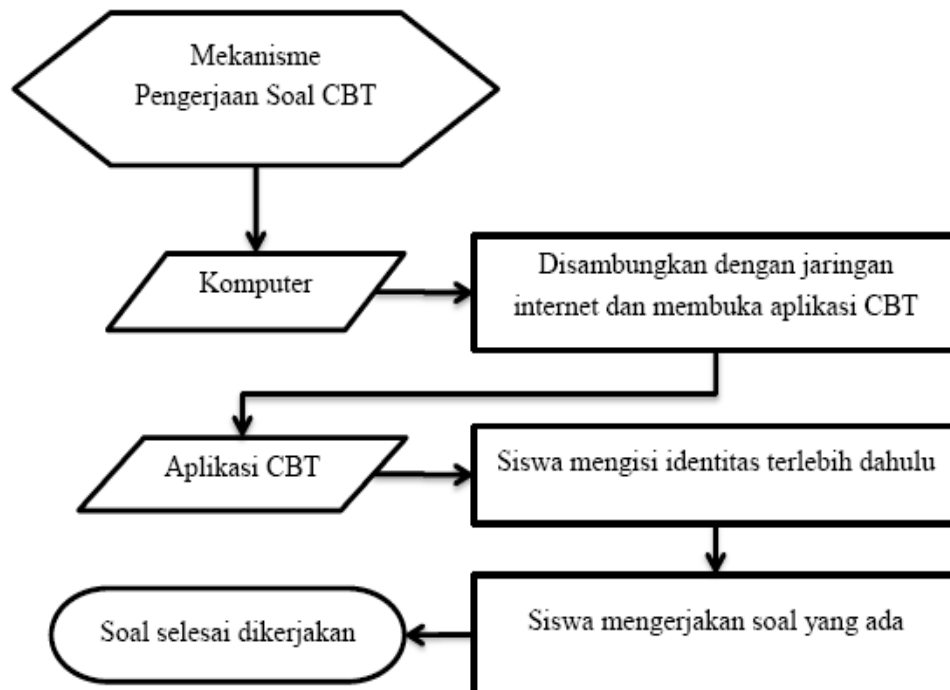 Mekanisme
Pengerjaan Soal CBT
Komputer
Disambungkan dengan jaringan
internet dan membuka aplikasi CBT
Aplikasi CBT
Siswa mengisi identitas terlebih dahulu
Siswa mengerjakan soal yang ada
Soal selesai dikerjakan